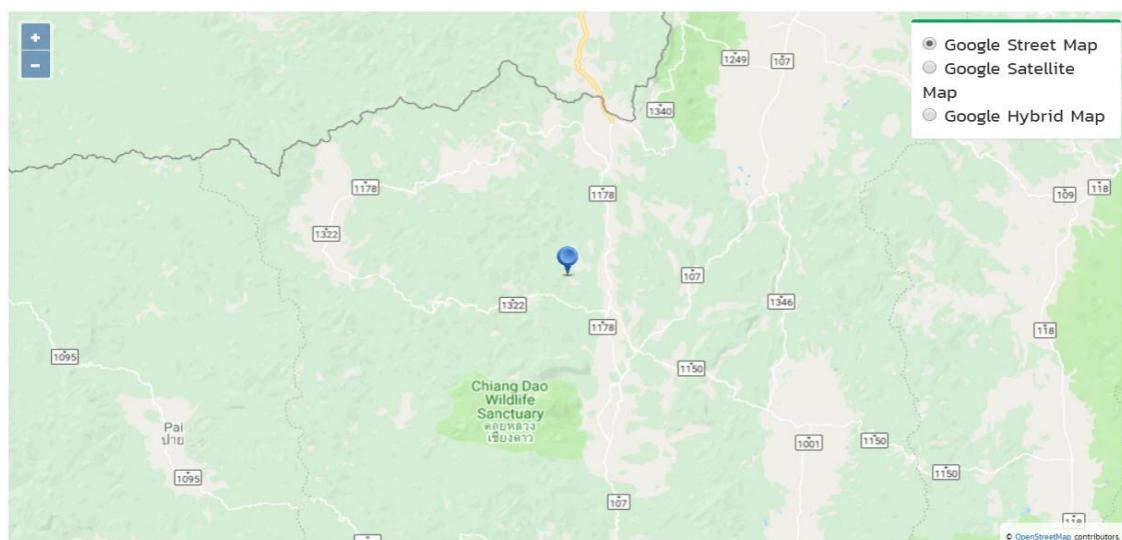 +
−
Google Street Map
Google Satellite
Map
Google Hybrid Map
1249
107
1340
1178
1178
109
118
1322
107
1322
1346
1178
118
1095
1150
Chiang Dao
Wildlife
Sanctuary
ดอยหลวง
เชียงดาว
Pai
ปาย
1001
1150
1150
1095
107
118
© OpenStreetMap contributors.